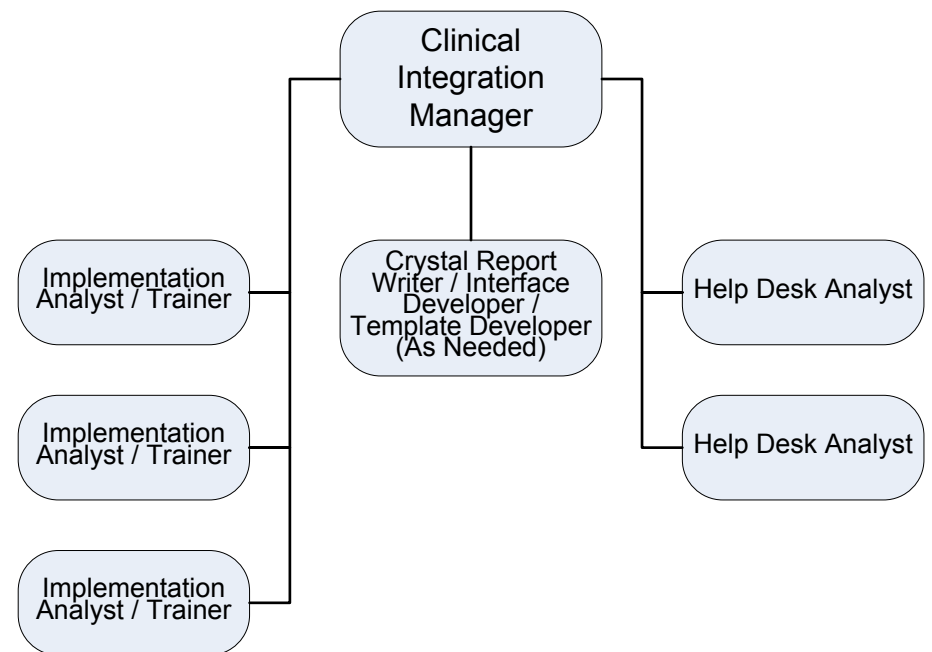 Clinical
Integration
Manager
Implementation
Analyst / Trainer
Crystal Report
Writer / Interface
Developer /
Template Developer
(As Needed)
Help Desk Analyst
Implementation
Analyst / Trainer
Help Desk Analyst
Implementation
Analyst / Trainer